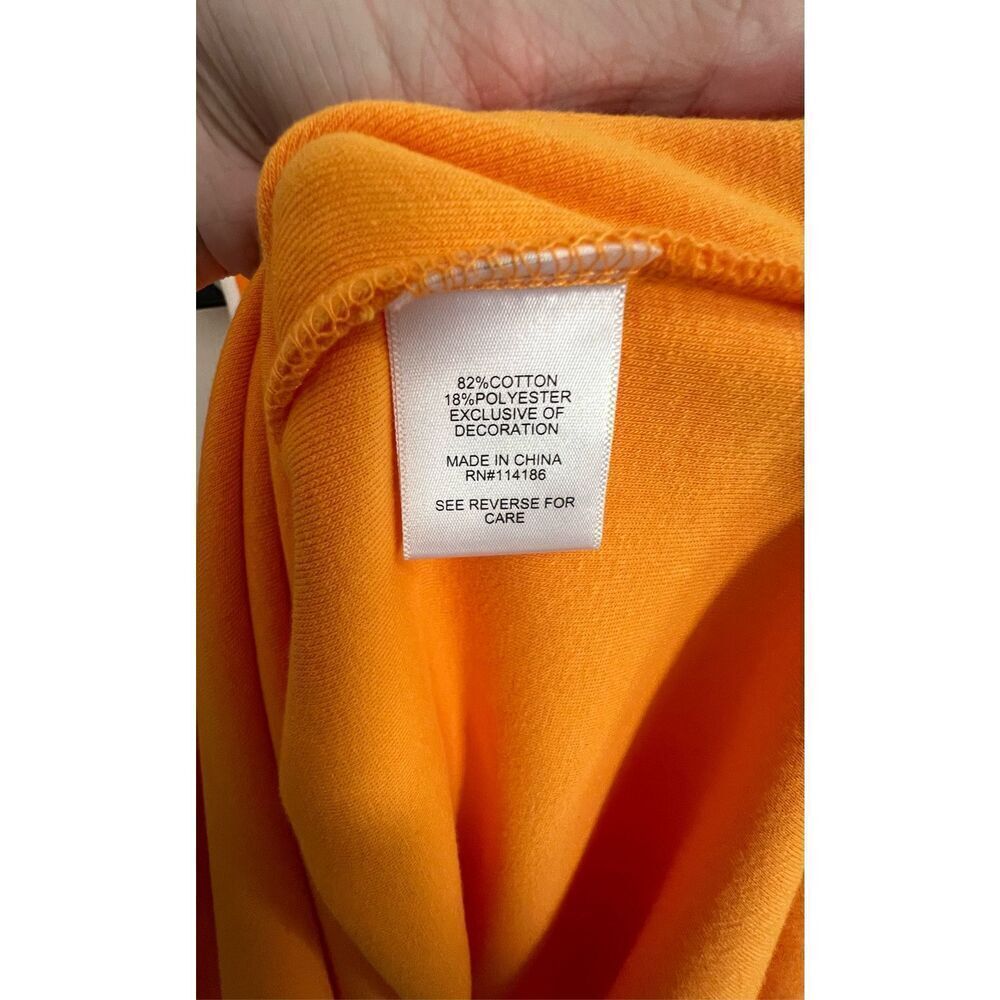 82%COTTON
18%POLYESTER
EXCLUSIVE OF
DECORATION
MADE IN CHINA
RN#114186
SEE REVERSE FOR
CARE